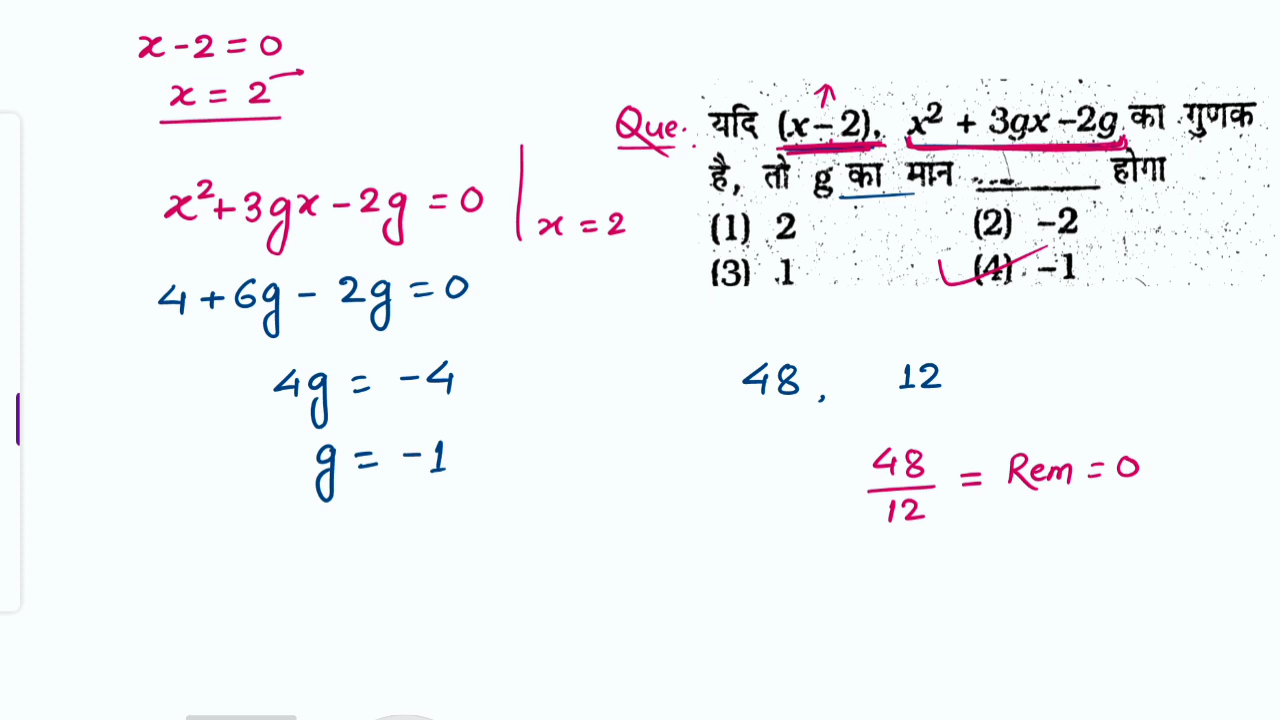 x - 2 = 0
x = 2
x² + 3gx - 2g = 0 | x = 2
4 + 6g - 2g = 0
4g = -4
g = -1
Que. यदि (x – 2), x² + 3gx – 2g का गुणक
है, तो g का मान ______ होगा
(1) 2 (2) –2
(3) 1 (4) –1
48, 12
48/12 = Rem = 0